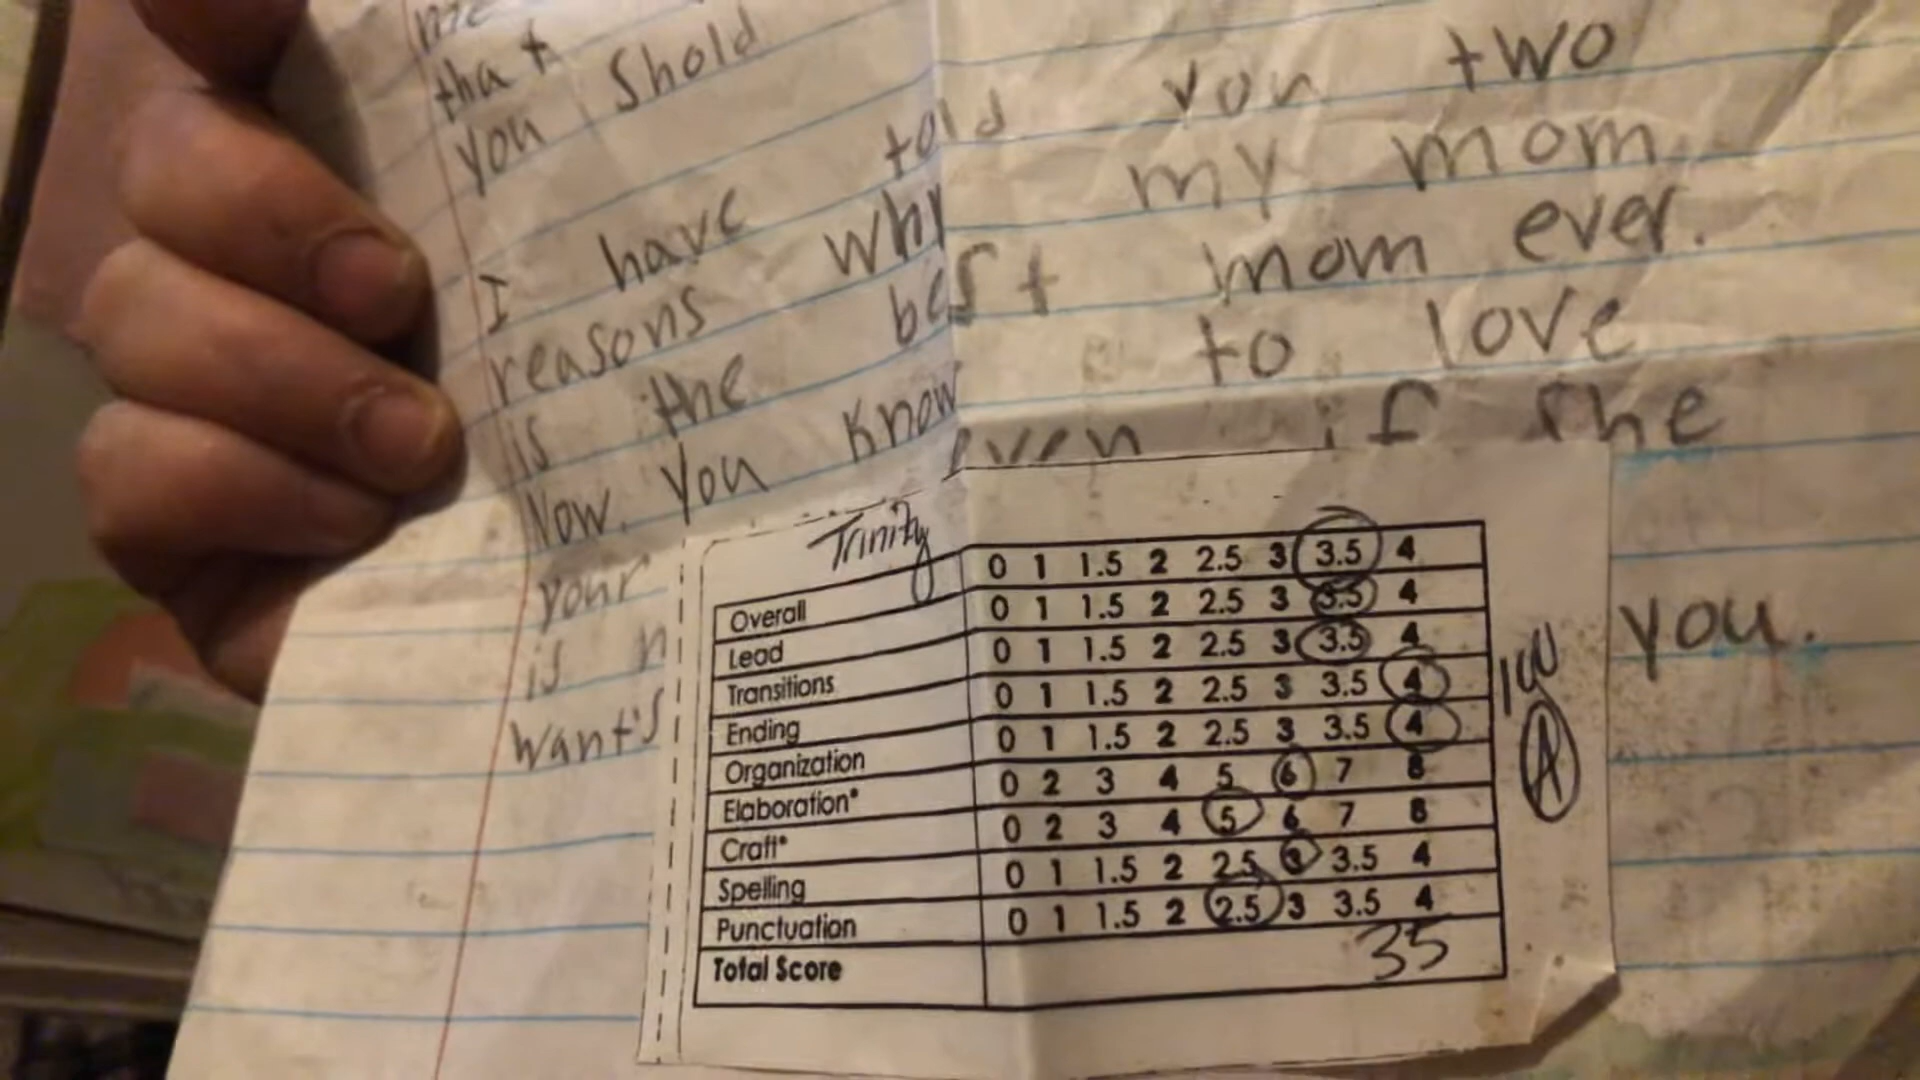 that
you Shold
I have told you two
reasons why my mom
is the best mom ever.
Now. You Know to love
your even if she
is
want's you.
Trinity
Overall 0 1 1.5 2 2.5 3 3.5 4
Lead 0 1 1.5 2 2.5 3 3.5 4
Transitions 0 1 1.5 2 2.5 3 3.5 4
Ending 0 1 1.5 2 2.5 3 3.5 4
Organization 0 1 1.5 2 2.5 3 3.5 4
Elaboration* 0 2 3 4 5 6 7 8
Craft* 0 2 3 4 5 6 7 8
Spelling 0 1 1.5 2 2.5 3 3.5 4
Punctuation 0 1 1.5 2 2.5 3 3.5 4
Total Score 35
100
A